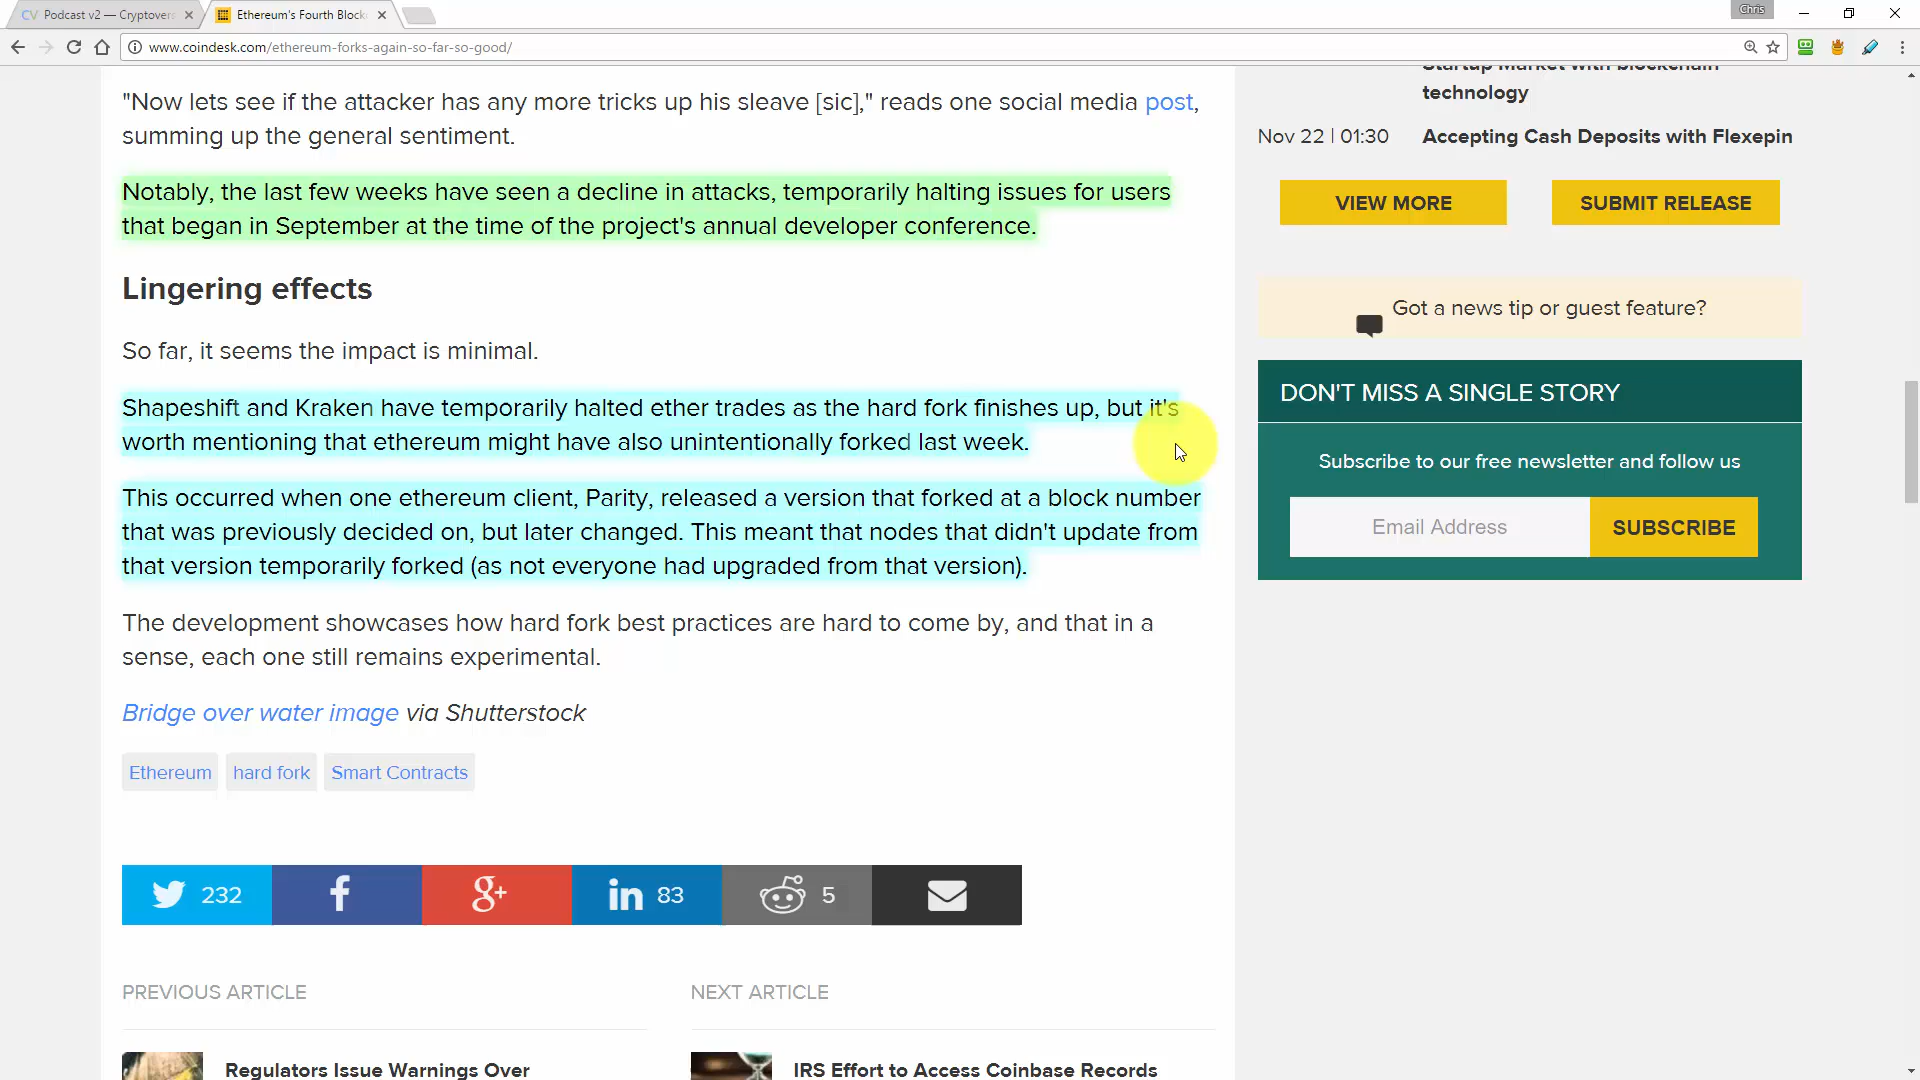 CV Podcast v2 — Cryptover
Ethereum's Fourth Block
Chris
www.coindesk.com/ethereum-forks-again-so-far-so-good/
"Now lets see if the attacker has any more tricks up his sleave [sic]," reads one social media post,
summing up the general sentiment.
Notably, the last few weeks have seen a decline in attacks, temporarily halting issues for users
that began in September at the time of the project's annual developer conference.
Lingering effects
So far, it seems the impact is minimal.
Shapeshift and Kraken have temporarily halted ether trades as the hard fork finishes up, but it's
worth mentioning that ethereum might have also unintentionally forked last week.
This occurred when one ethereum client, Parity, released a version that forked at a block number
that was previously decided on, but later changed. This meant that nodes that didn't update from
that version temporarily forked (as not everyone had upgraded from that version).
The development showcases how hard fork best practices are hard to come by, and that in a
sense, each one still remains experimental.
Bridge over water image via Shutterstock
Ethereum hard fork Smart Contracts
232 f g+ in 83 5
PREVIOUS ARTICLE
Regulators Issue Warnings Over
NEXT ARTICLE
IRS Effort to Access Coinbase Records
Startup Market with blockchain
technology
Nov 22 | 01:30 Accepting Cash Deposits with Flexepin
VIEW MORE
SUBMIT RELEASE
Got a news tip or guest feature?
DON'T MISS A SINGLE STORY
Subscribe to our free newsletter and follow us
Email Address
SUBSCRIBE